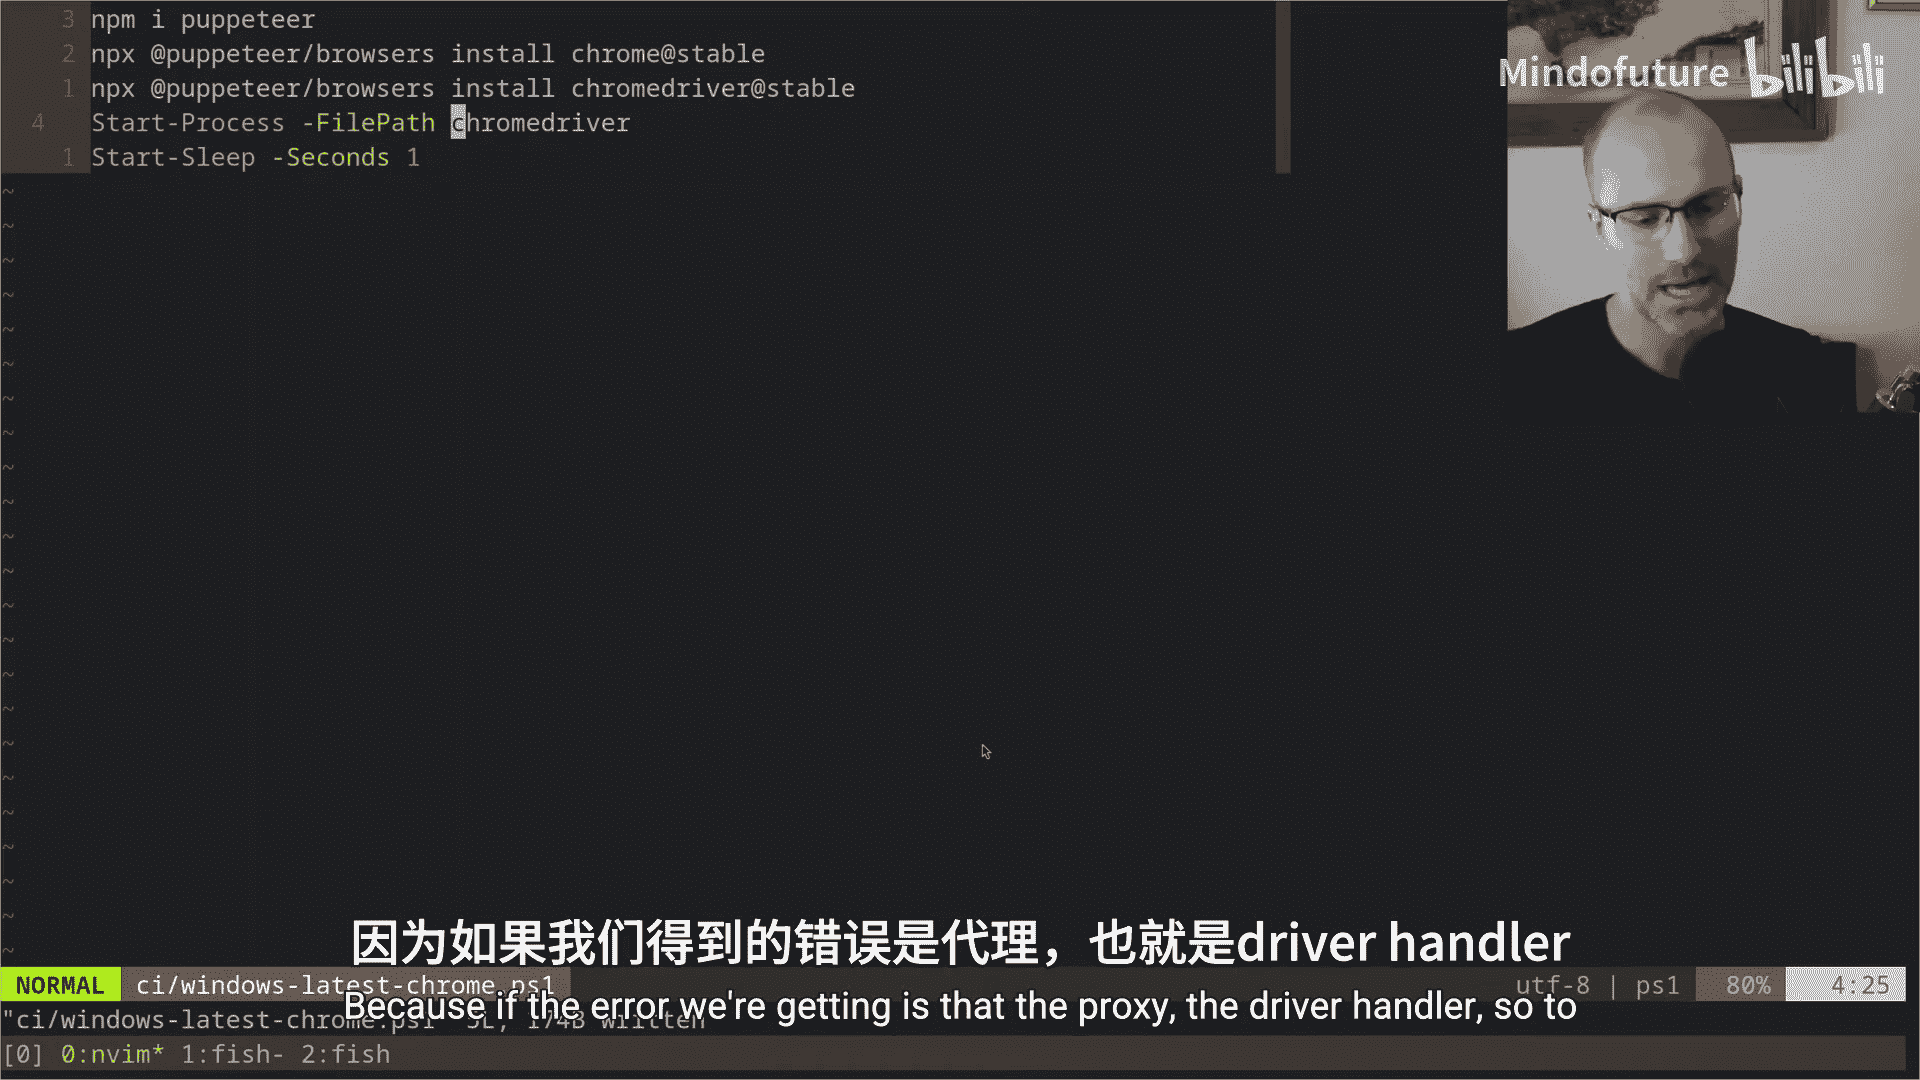 3 npm i puppeteer
2 npx @puppeteer/browsers install chrome@stable
1 npx @puppeteer/browsers install chromedriver@stable
4 Start-Process -FilePath chromedriver
1 Start-Sleep -Seconds 1
Mindofuture bilibili
因为如果我们得到的错误是代理，也就是driver handler
NORMAL ci/windows-latest-chrome.ps1 utf-8 | ps1 80% 4:25
Because if the error we're getting is that the proxy, the driver handler, so to
"ci/windows-latest-chrome.ps1" 5L, 174B written
[0] 0:nvim* 1:fish- 2:fish